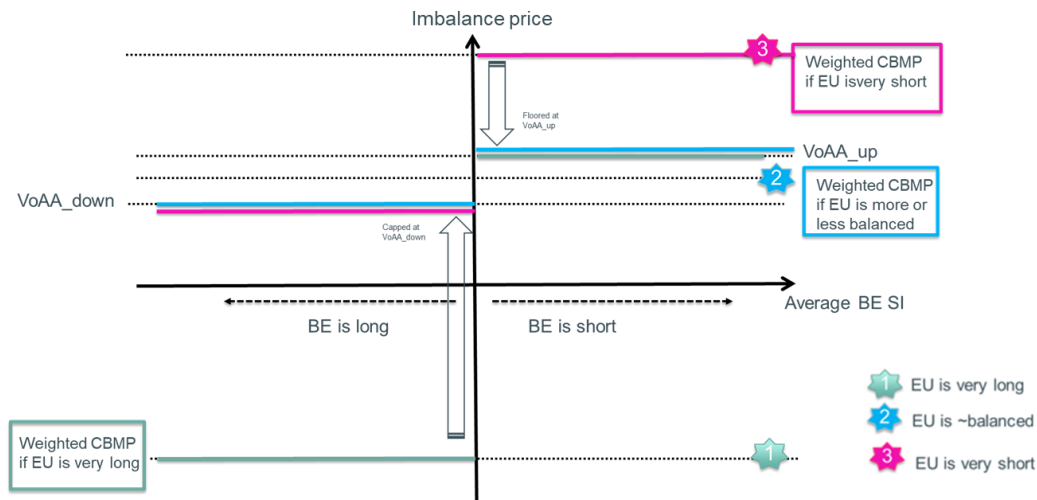 Imbalance price
3
Weighted CBMP
if EU isvery short
Floored at
VoAA_up
VoAA_up
2
Weighted CBMP
if EU is more or
less balanced
VoAA_down
Capped at
VoAA_down
Average BE SI
BE is long
BE is short
1 EU is very long
2 EU is ~balanced
3 EU is very short
Weighted CBMP
if EU is very long
1